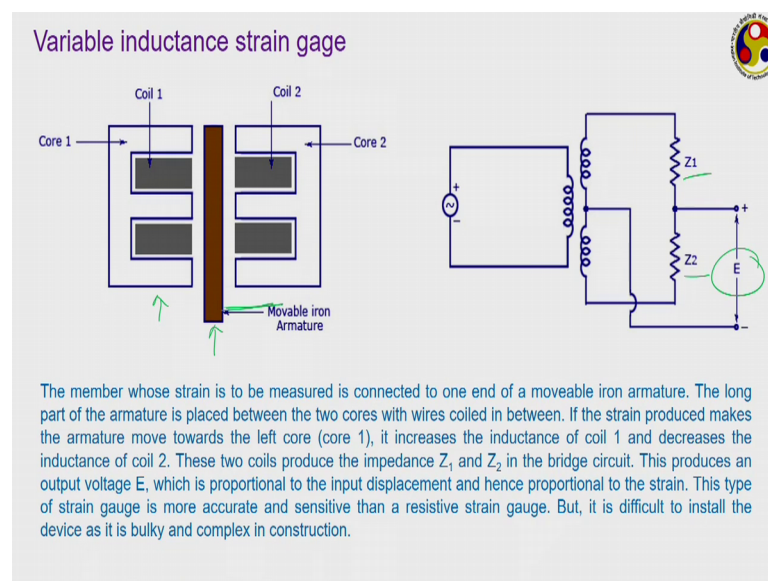 Variable inductance strain gage
Coil 1
Coil 2
Core 1
Core 2
Movable iron
Armature
+
~
-
Z1
Z2
+
E
-
The member whose strain is to be measured is connected to one end of a moveable iron armature. The long
part of the armature is placed between the two cores with wires coiled in between. If the strain produced makes
the armature move towards the left core (core 1), it increases the inductance of coil 1 and decreases the
inductance of coil 2. These two coils produce the impedance Z₁ and Z₂ in the bridge circuit. This produces an
output voltage E, which is proportional to the input displacement and hence proportional to the strain. This type
of strain gauge is more accurate and sensitive than a resistive strain gauge. But, it is difficult to install the
device as it is bulky and complex in construction.